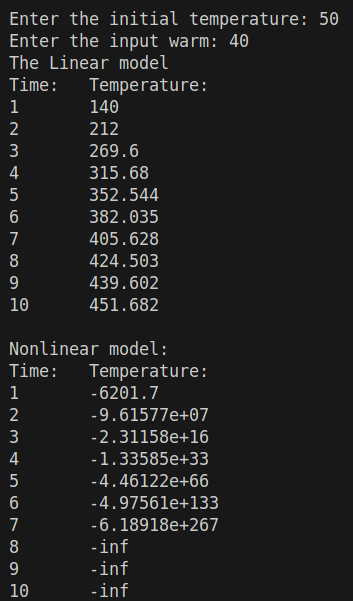 Enter the initial temperature: 50
Enter the input warm: 40
The Linear model
Time:   Temperature:
1       140
2       212
3       269.6
4       315.68
5       352.544
6       382.035
7       405.628
8       424.503
9       439.602
10      451.682

Nonlinear model:
Time:   Temperature:
1       -6201.7
2       -9.61577e+07
3       -2.31158e+16
4       -1.33585e+33
5       -4.46122e+66
6       -4.97561e+133
7       -6.18918e+267
8       -inf
9       -inf
10      -inf